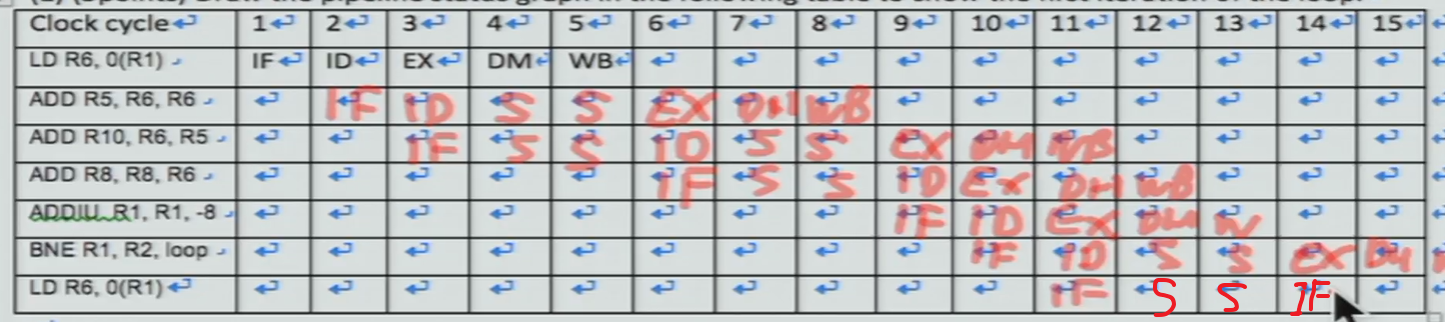 Clock cycle 1 2 3 4 5 6 7 8 9 10 11 12 13 14 15
LD R6, 0(R1) IF ID EX DM WB
ADD R5, R6, R6 IF ID S S EX DM WB
ADD R10, R6, R5 IF S S ID S S EX DM WB
ADD R8, R8, R6 IF S S ID EX DM WB
ADDIU R1, R1, -8 IF ID EX DM W
BNE R1, R2, loop IF ID S S EX DM
LD R6, 0(R1) IF S S IF